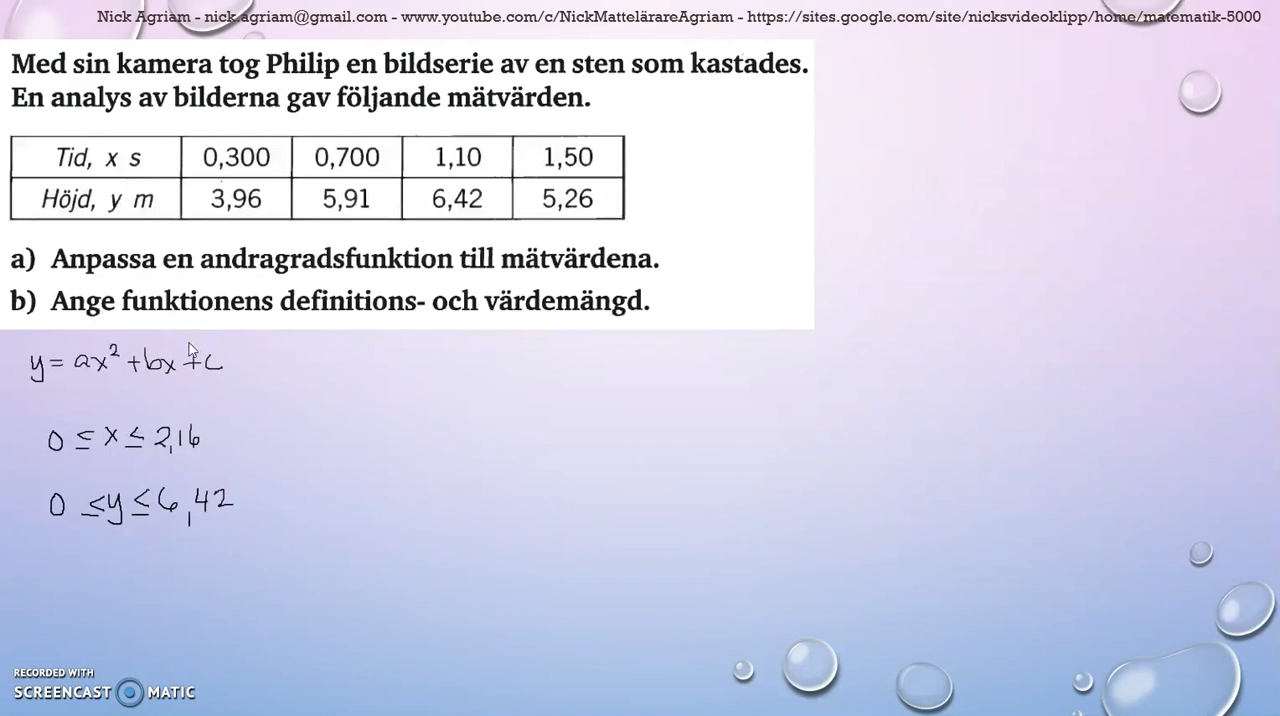 Nick Agriam - nick.agriam@gmail.com - www.youtube.com/c/NickMattelärareAgriam - https://sites.google.com/site/nicksvideoklipp/home/matematik-5000
Med sin kamera tog Philip en bildserie av en sten som kastades.
En analys av bilderna gav följande mätvärden.
Tid, x s 0,300 0,700 1,10 1,50
Höjd, y m 3,96 5,91 6,42 5,26
a) Anpassa en andragradsfunktion till mätvärdena.
b) Ange funktionens definitions- och värdemängd.
y = ax² + bx + c
0 ≤ x ≤ 2,16
0 ≤ y ≤ 6,42
RECORDED WITH
SCREENCAST MATIC